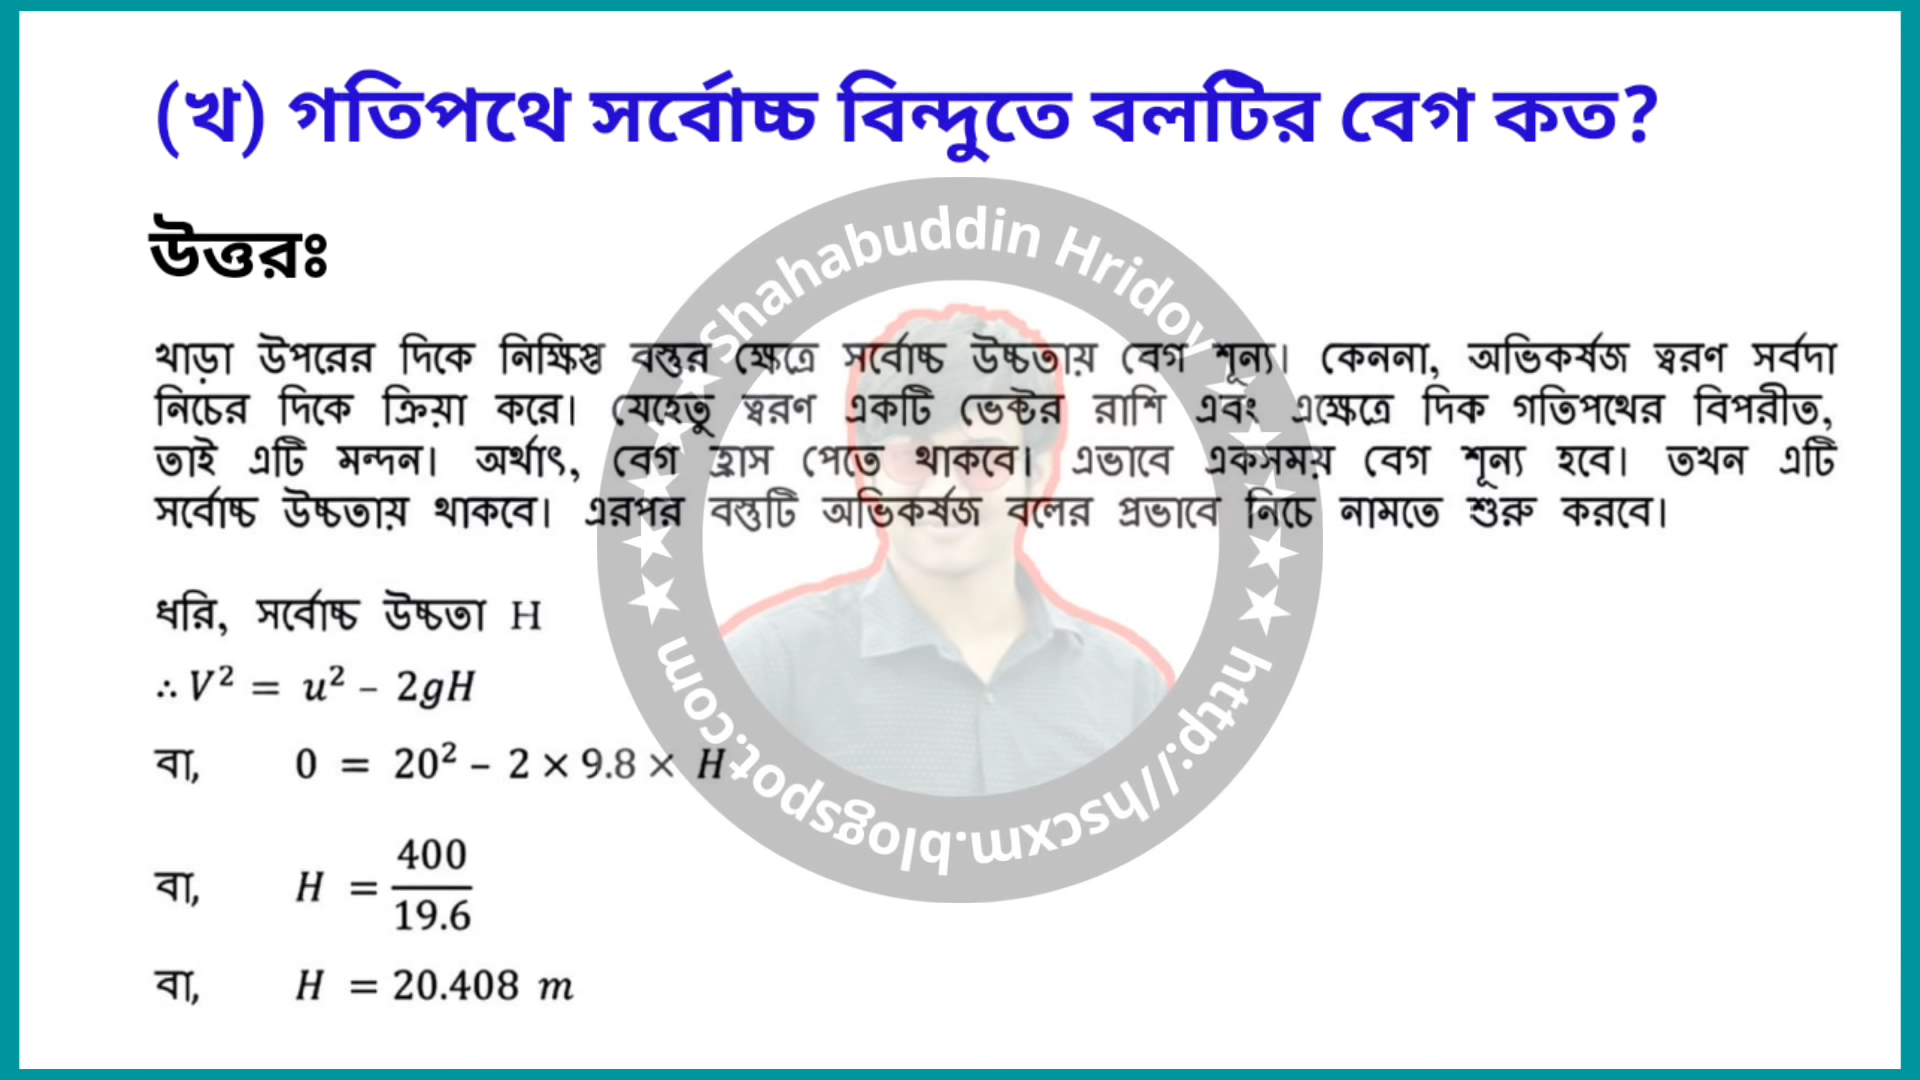 (খ) গতিপথে সর্বোচ্চ বিন্দুতে বলটির বেগ কত?
উত্তরঃ
খাড়া উপরের দিকে নিক্ষিপ্ত বস্তুর ক্ষেত্রে সর্বোচ্চ উচ্চতায় বেগ শূন্য। কেননা, অভিকর্ষজ ত্বরণ সর্বদা
নিচের দিকে ক্রিয়া করে। যেহেতু ত্বরণ একটি ভেক্টর রাশি এবং এক্ষেত্রে দিক গতিপথের বিপরীত,
তাই এটি মন্দন। অর্থাৎ, বেগ হ্রাস পেতে থাকবে। এভাবে একসময় বেগ শূন্য হবে। তখন এটি
সর্বোচ্চ উচ্চতায় থাকবে। এরপর বস্তুটি অভিকর্ষজ বলের প্রভাবে নিচে নামতে শুরু করবে।
ধরি, সর্বোচ্চ উচ্চতা H
∴ V² = u² – 2gH
বা, 0 = 20² – 2 × 9.8 × H
বা, H = 400/19.6
বা, H = 20.408 m
Shahabuddin Hridoy
http://hscxm.blogspot.com